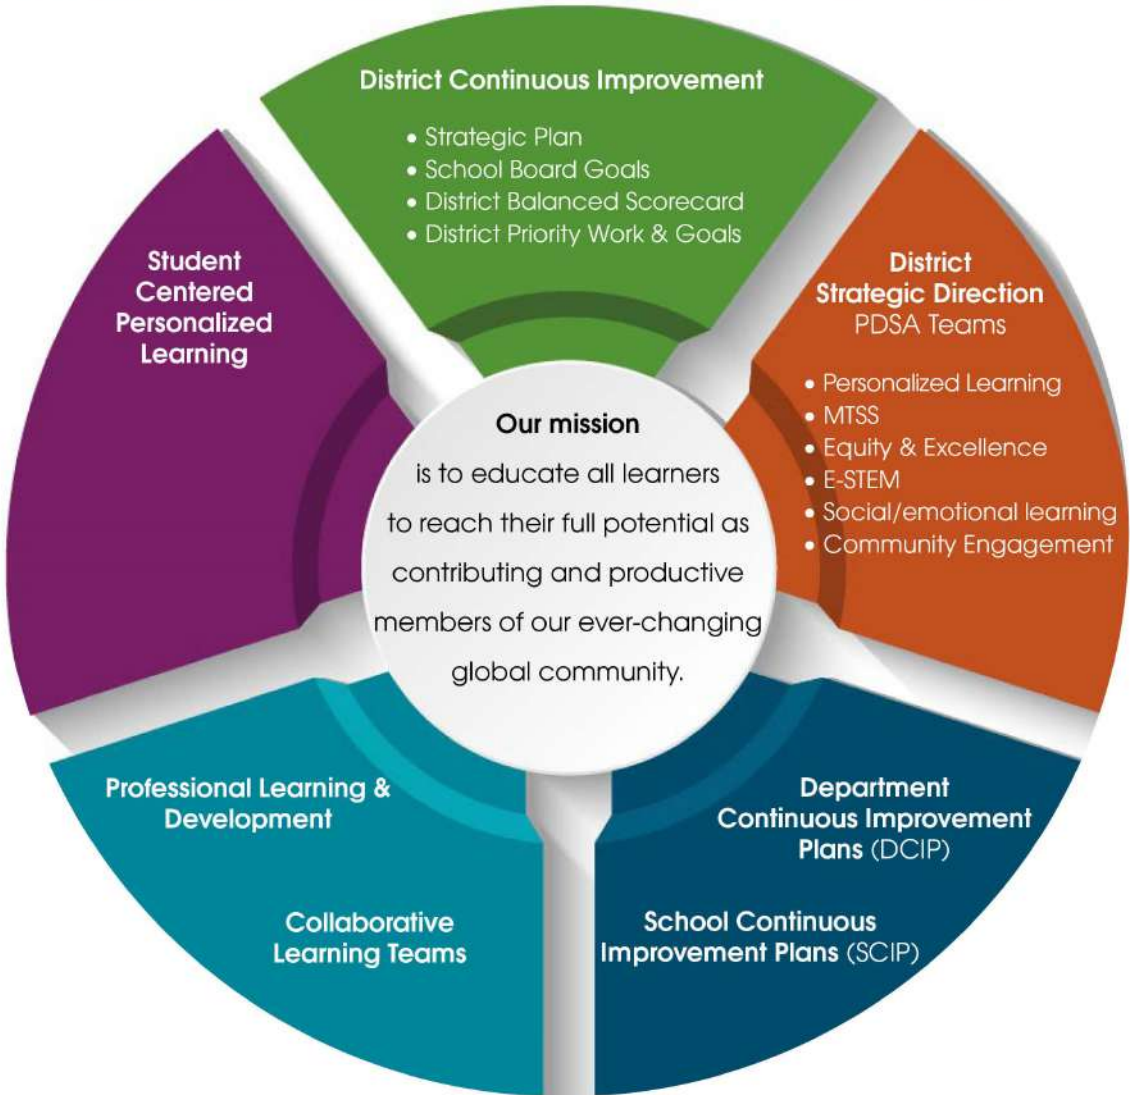 District Continuous Improvement
• Strategic Plan
• School Board Goals
• District Balanced Scorecard
• District Priority Work & Goals
District
Strategic Direction
PDSA Teams
• Personalized Learning
• MTSS
• Equity & Excellence
• E-STEM
• Social/emotional learning
• Community Engagement
Department
Continuous Improvement
Plans (DCIP)
School Continuous
Improvement Plans (SCIP)
Professional Learning &
Development
Collaborative
Learning Teams
Student
Centered
Personalized
Learning
Our mission
is to educate all learners
to reach their full potential as
contributing and productive
members of our ever-changing
global community.